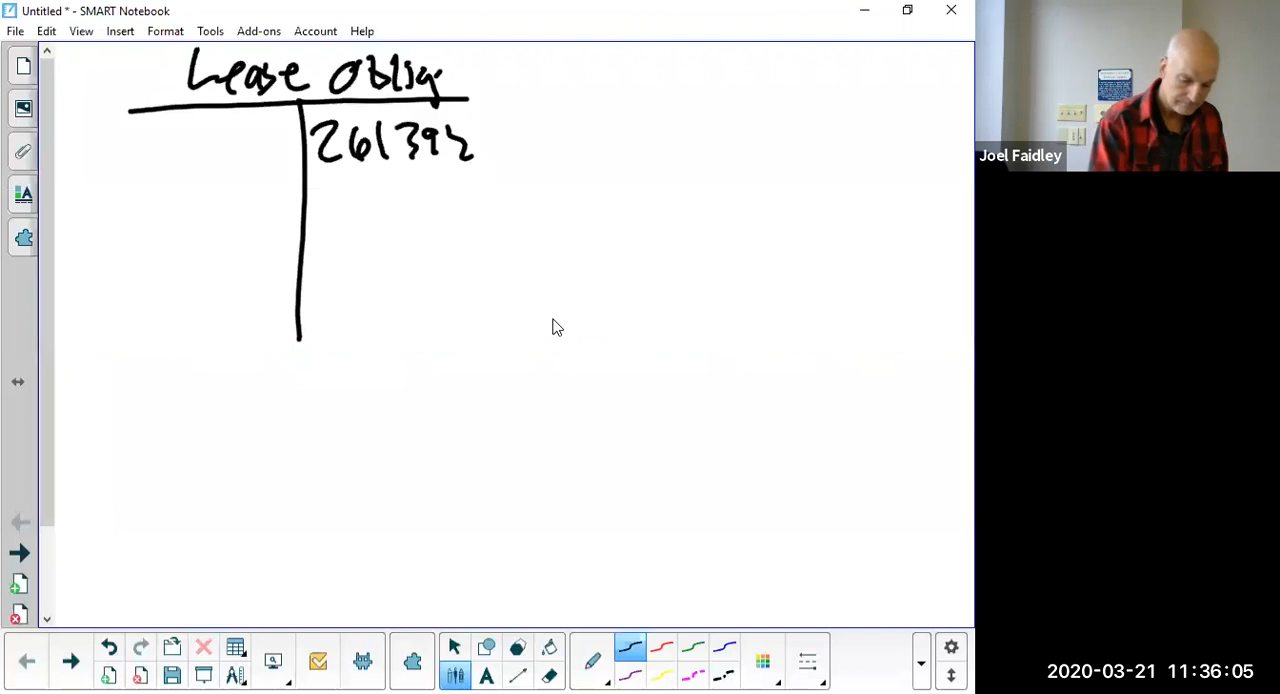 Untitled * - SMART Notebook
File Edit View Insert Format Tools Add-ons Account Help
Lease Oblig.
261392
Joel Faidley
2020-03-21 11:36:05